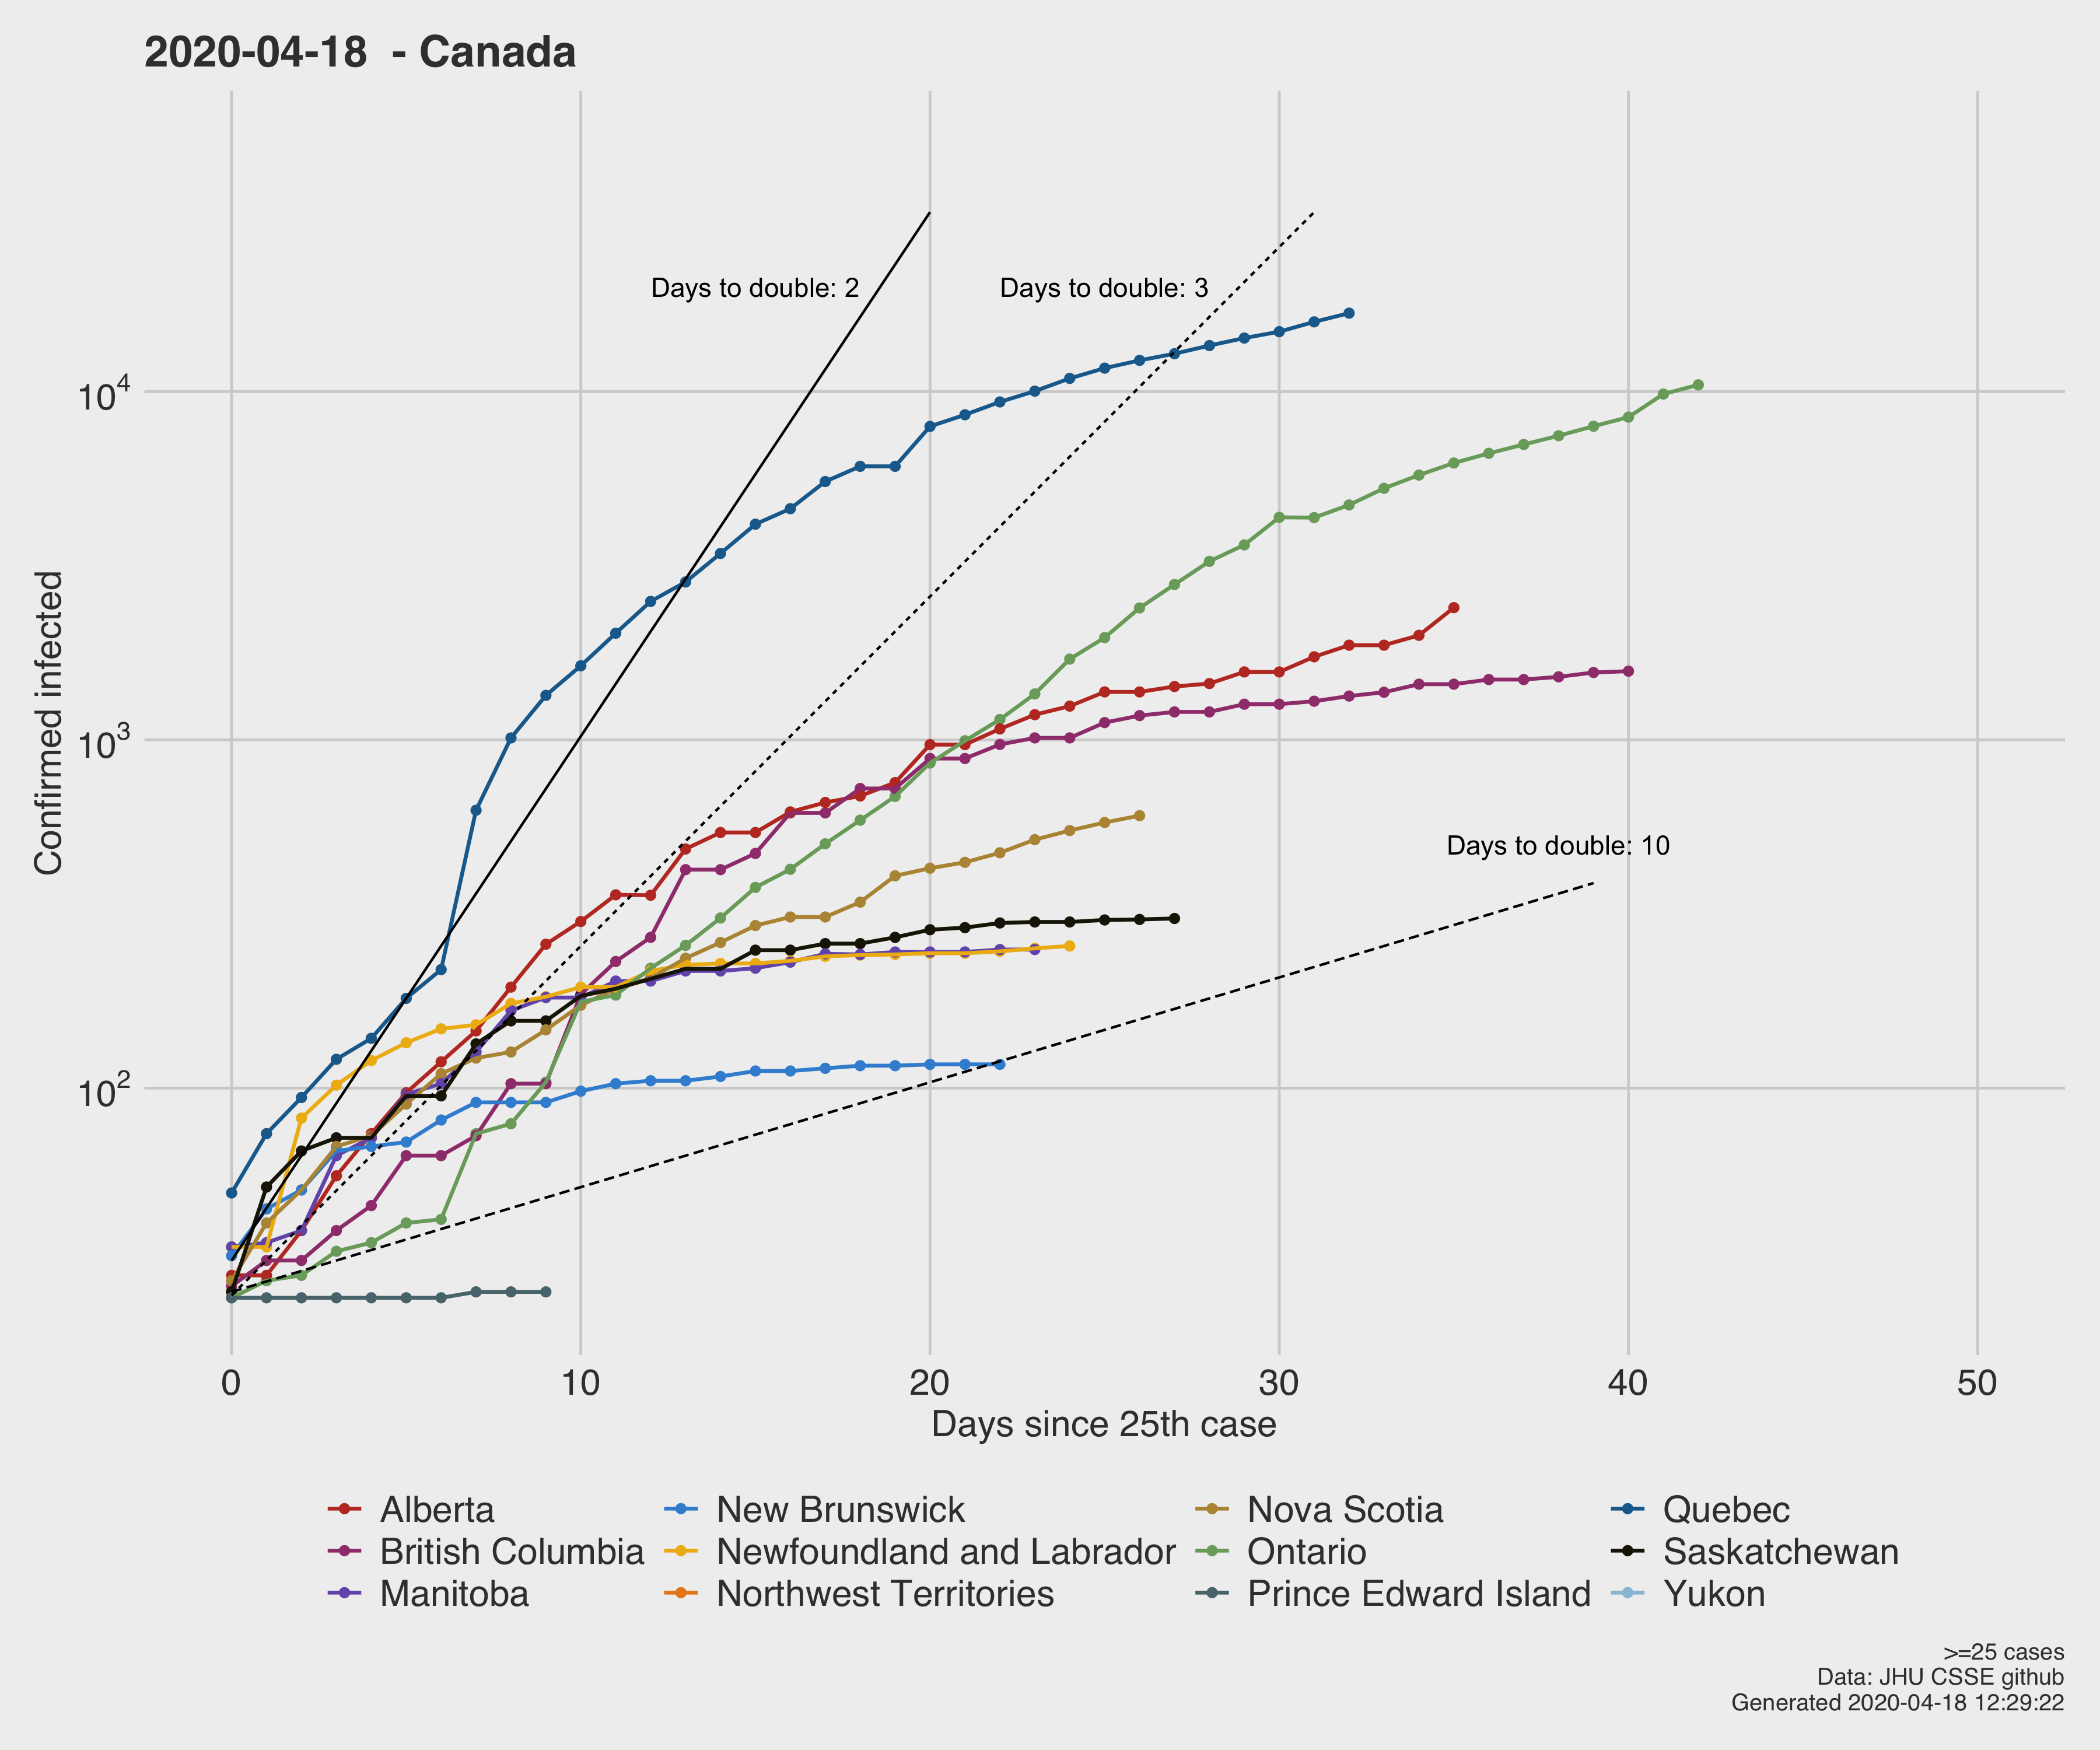 2020-04-18  - Canada
Days to double: 2
Days to double: 3
Days to double: 10
Confirmed infected
10^4
10^3
10^2
0 10 20 30 40 50
Days since 25th case
Alberta New Brunswick Nova Scotia Quebec
British Columbia Newfoundland and Labrador Ontario Saskatchewan
Manitoba Northwest Territories Prince Edward Island Yukon
>=25 cases
Data: JHU CSSE github
Generated 2020-04-18 12:29:22